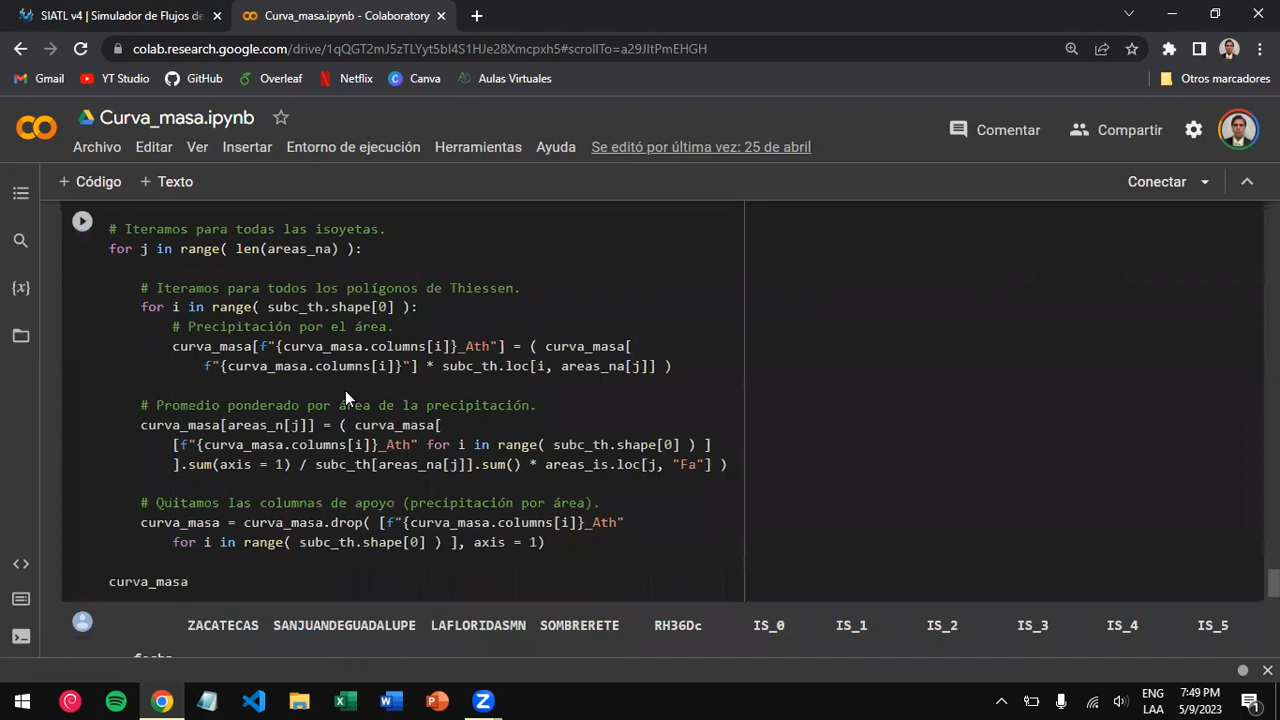 SIATL v4 | Simulador de Flujos de
Curva_masa.ipynb - Colaboratory
colab.research.google.com/drive/1qQGT2mJ5zTLYyt5bI4S1HJe28Xmcpxh5#scrollTo=a29JItPmEHGH
Gmail
YT Studio
GitHub
Overleaf
Netflix
Canva
Aulas Virtuales
Otros marcadores
Curva_masa.ipynb
Comentar
Compartir
Archivo Editar Ver Insertar Entorno de ejecución Herramientas Ayuda Se editó por última vez: 25 de abril
+ Código + Texto
Conectar
# Iteramos para todas las isoyetas.
for j in range( len(areas_na) ):
# Iteramos para todos los polígonos de Thiessen.
for i in range( subc_th.shape[0] ):
# Precipitación por el área.
curva_masa[f"{curva_masa.columns[i]}_Ath"] = ( curva_masa[
f"{curva_masa.columns[i]}"] * subc_th.loc[i, areas_na[j]] )
# Promedio ponderado por área de la precipitación.
curva_masa[areas_n[j]] = ( curva_masa[
[f"{curva_masa.columns[i]}_Ath" for i in range( subc_th.shape[0] ) ]
].sum(axis = 1) / subc_th[areas_na[j]].sum() * areas_is.loc[j, "Fa"] )
# Quitamos las columnas de apoyo (precipitación por área).
curva_masa = curva_masa.drop( [f"{curva_masa.columns[i]}_Ath"
for i in range( subc_th.shape[0] ) ], axis = 1)
curva_masa
ZACATECAS SANJUANDEGUADALUPE LAFLORIDASMN SOMBRERETE RH36Dc IS_0 IS_1 IS_2 IS_3 IS_4 IS_5
fecha
ENG
LAA
7:49 PM
5/9/2023
1